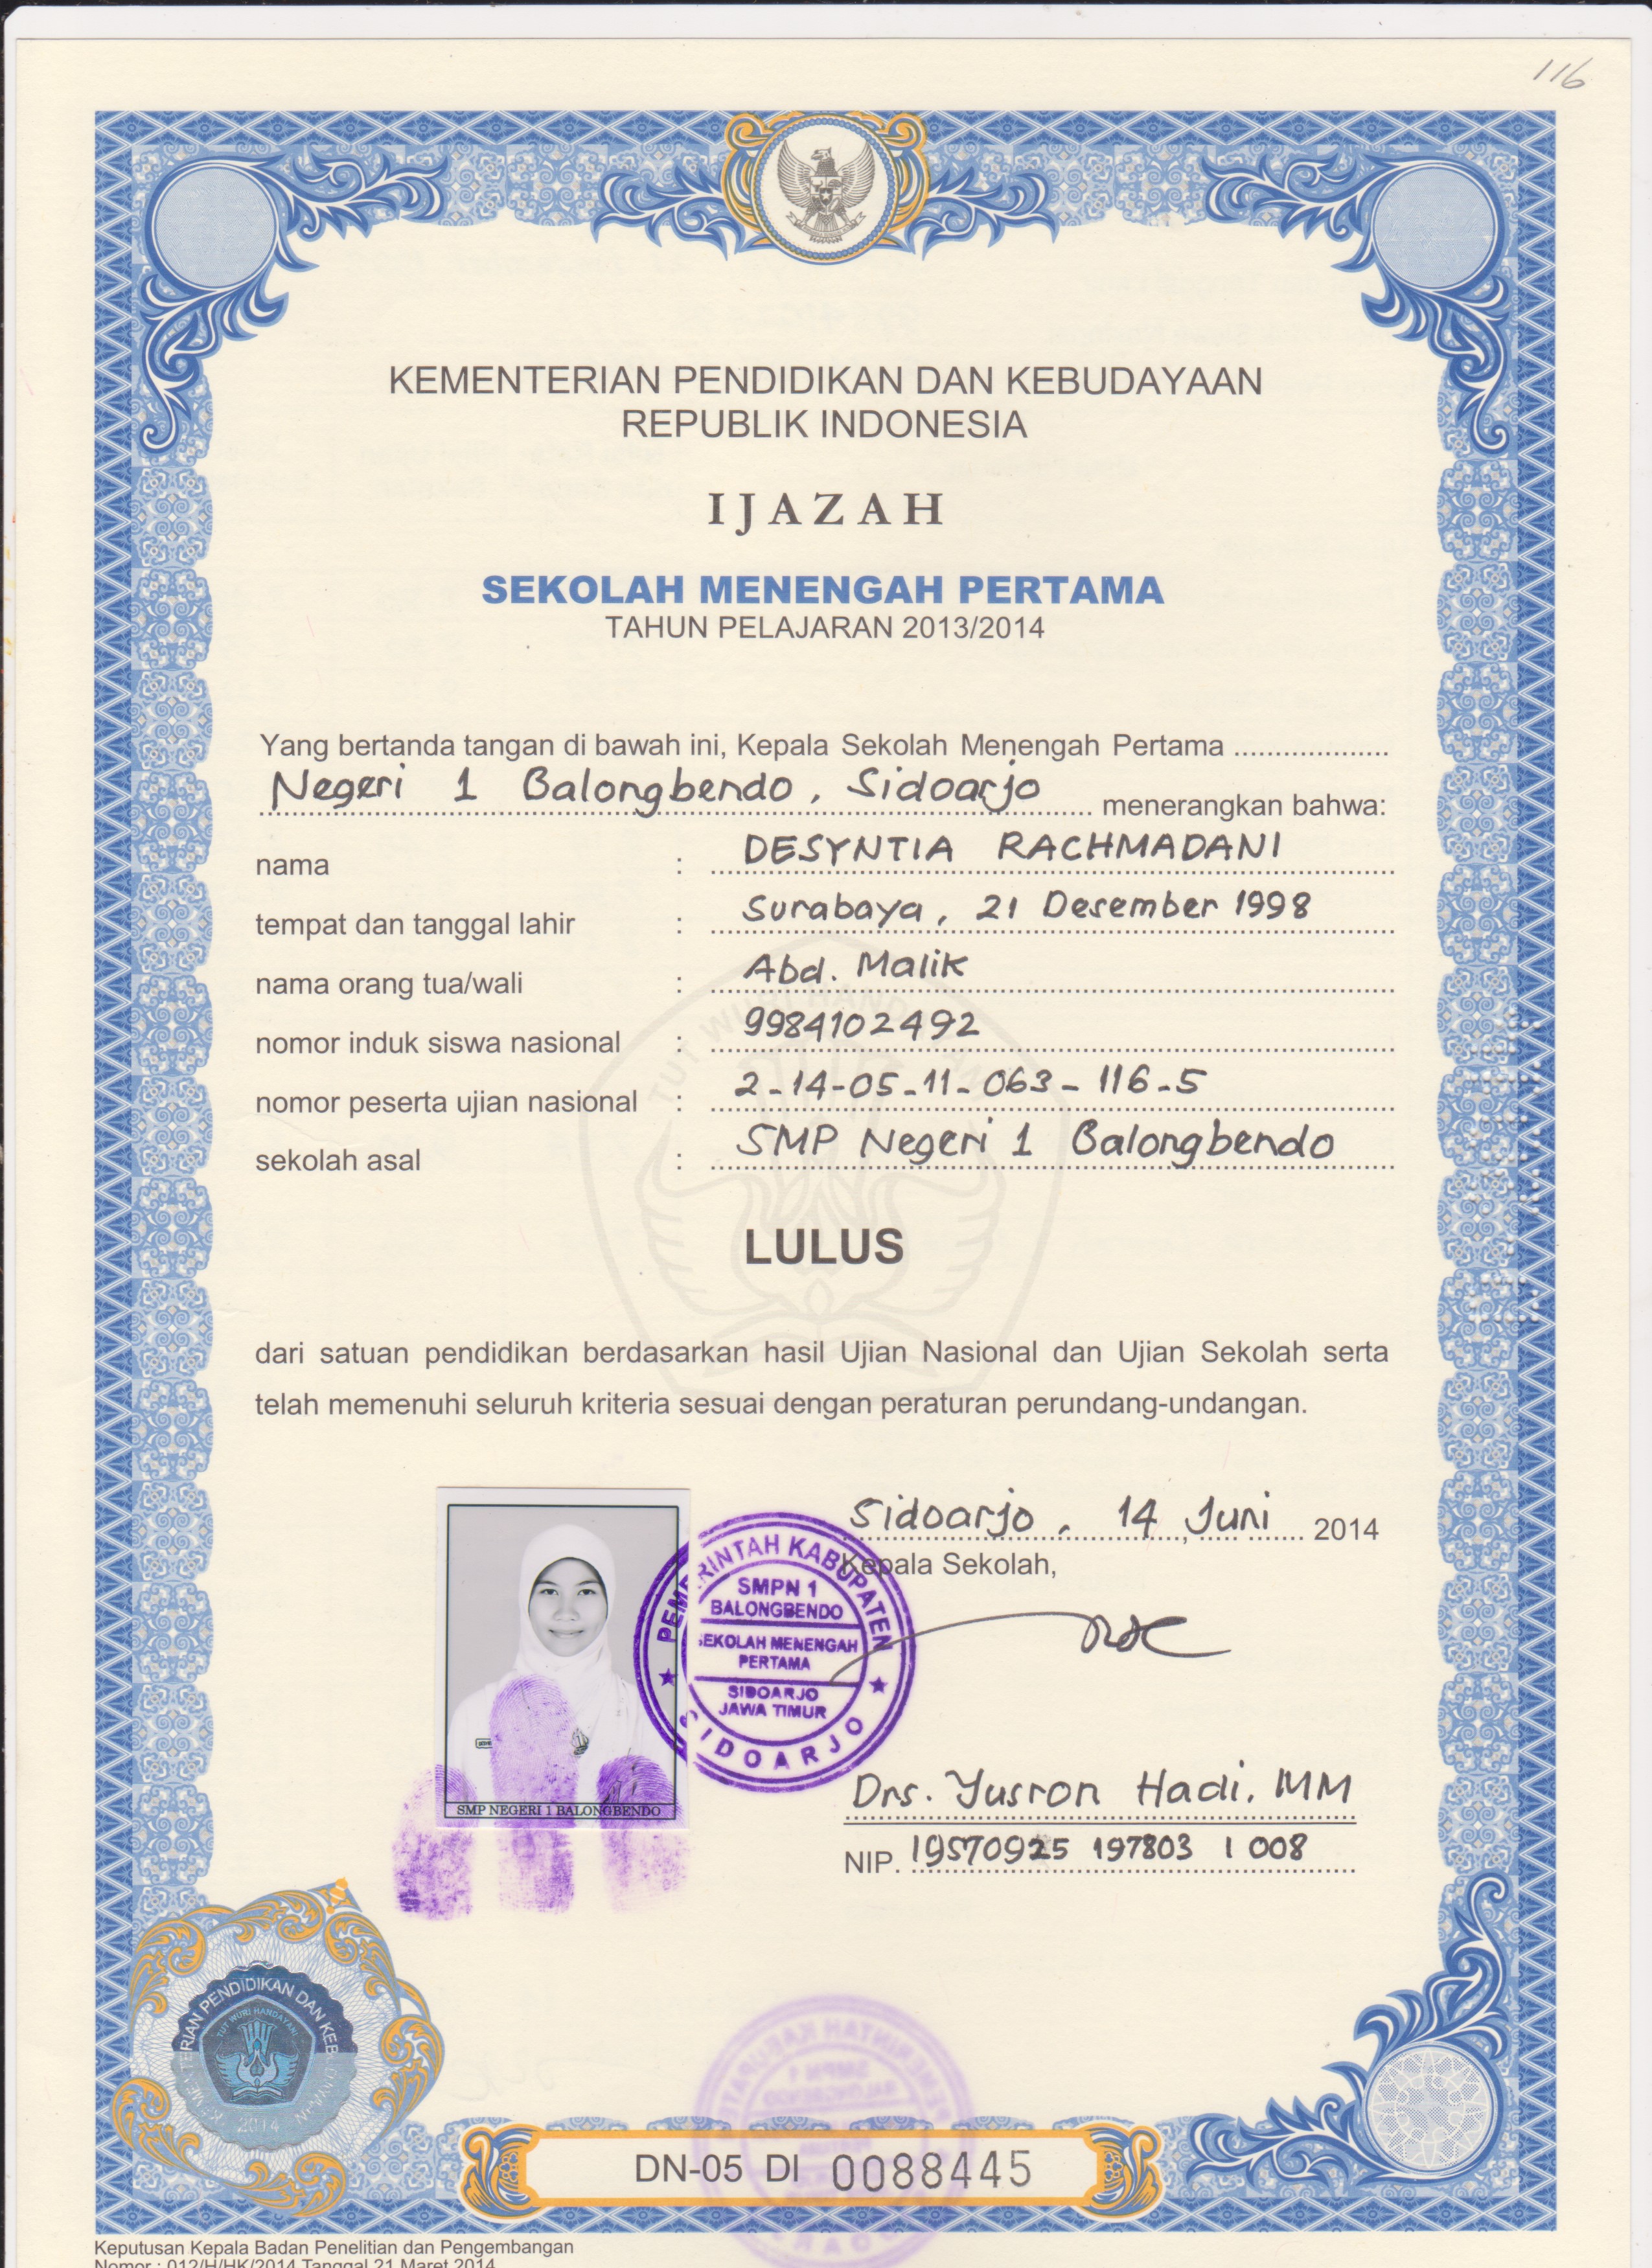 116
KEMENTERIAN PENDIDIKAN DAN KEBUDAYAAN
REPUBLIK INDONESIA
IJAZAH
SEKOLAH MENENGAH PERTAMA
TAHUN PELAJARAN 2013/2014
Yang bertanda tangan di bawah ini, Kepala Sekolah Menengah Pertama ...................
Negeri 1 Balongbendo, Sidoarjo menerangkan bahwa:
nama : DESYNTIA RACHMADANI
tempat dan tanggal lahir : Surabaya, 21 Desember 1998
nama orang tua/wali : Abd. Malik
nomor induk siswa nasional : 9984102492
nomor peserta ujian nasional : 2-14-05-11-063-116-5
sekolah asal : SMP Negeri 1 Balongbendo
TUT WURI HANDAYANI
LULUS
dari satuan pendidikan berdasarkan hasil Ujian Nasional dan Ujian Sekolah serta
telah memenuhi seluruh kriteria sesuai dengan peraturan perundang-undangan.
Sidoarjo, 14 Juni 2014
Kepala Sekolah,
PEMERINTAH KABUPATEN
SMPN 1
BALONGBENDO
SEKOLAH MENENGAH
PERTAMA
SIDOARJO
JAWA TIMUR
SIDOARJO
SMP NEGERI 1 BALONGBENDO
Drs. Yusron Hadi, MM
NIP. 19570925 197803 1 008
TUT WURI HANDAYANI
2014
DN-05 DI 0088445
Keputusan Kepala Badan Penelitian dan Pengembangan
Nomor : 012/H/HK/2014 Tanggal 21 Maret 2014